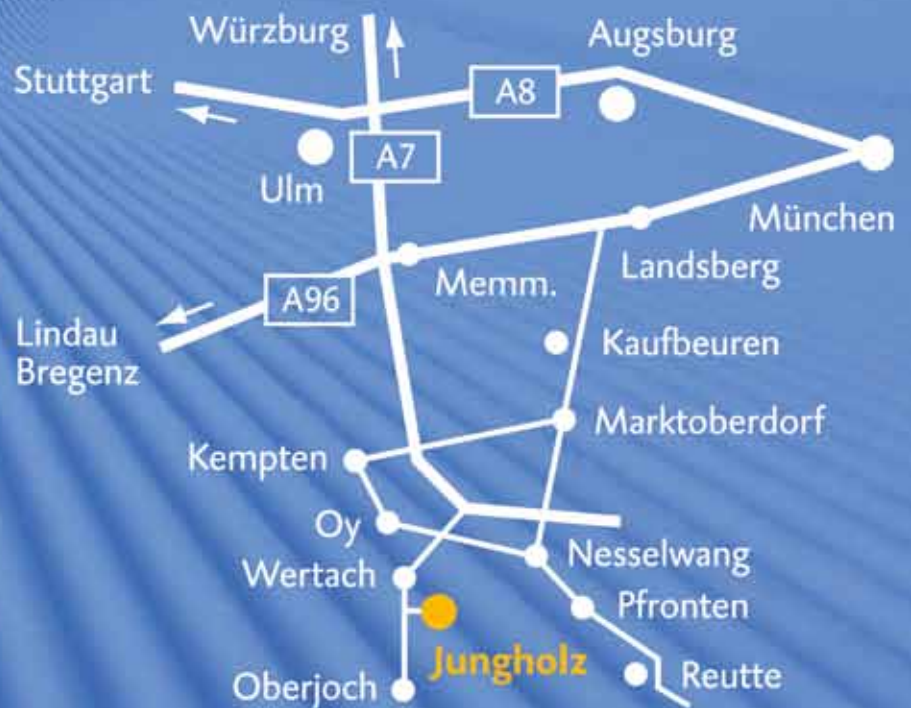 Würzburg
Augsburg
Stuttgart
A8
A7
Ulm
München
Landsberg
Memm.
A96
Lindau
Bregenz
Kaufbeuren
Marktoberdorf
Kempten
Oy
Nesselwang
Wertach
Pfronten
Jungholz
Reutte
Oberjoch